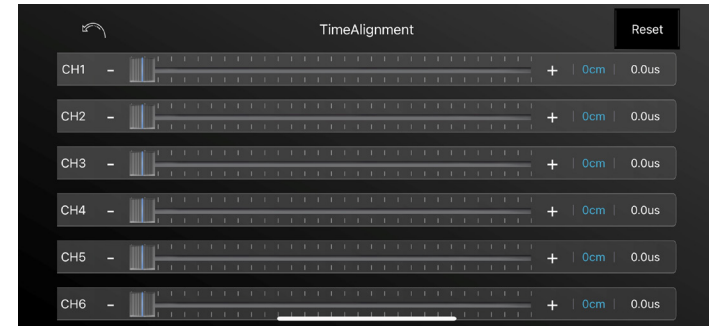 TimeAlignment Reset
CH1 - + | 0cm | 0.0us
CH2 - + | 0cm | 0.0us
CH3 - + | 0cm | 0.0us
CH4 - + | 0cm | 0.0us
CH5 - + | 0cm | 0.0us
CH6 - + | 0cm | 0.0us